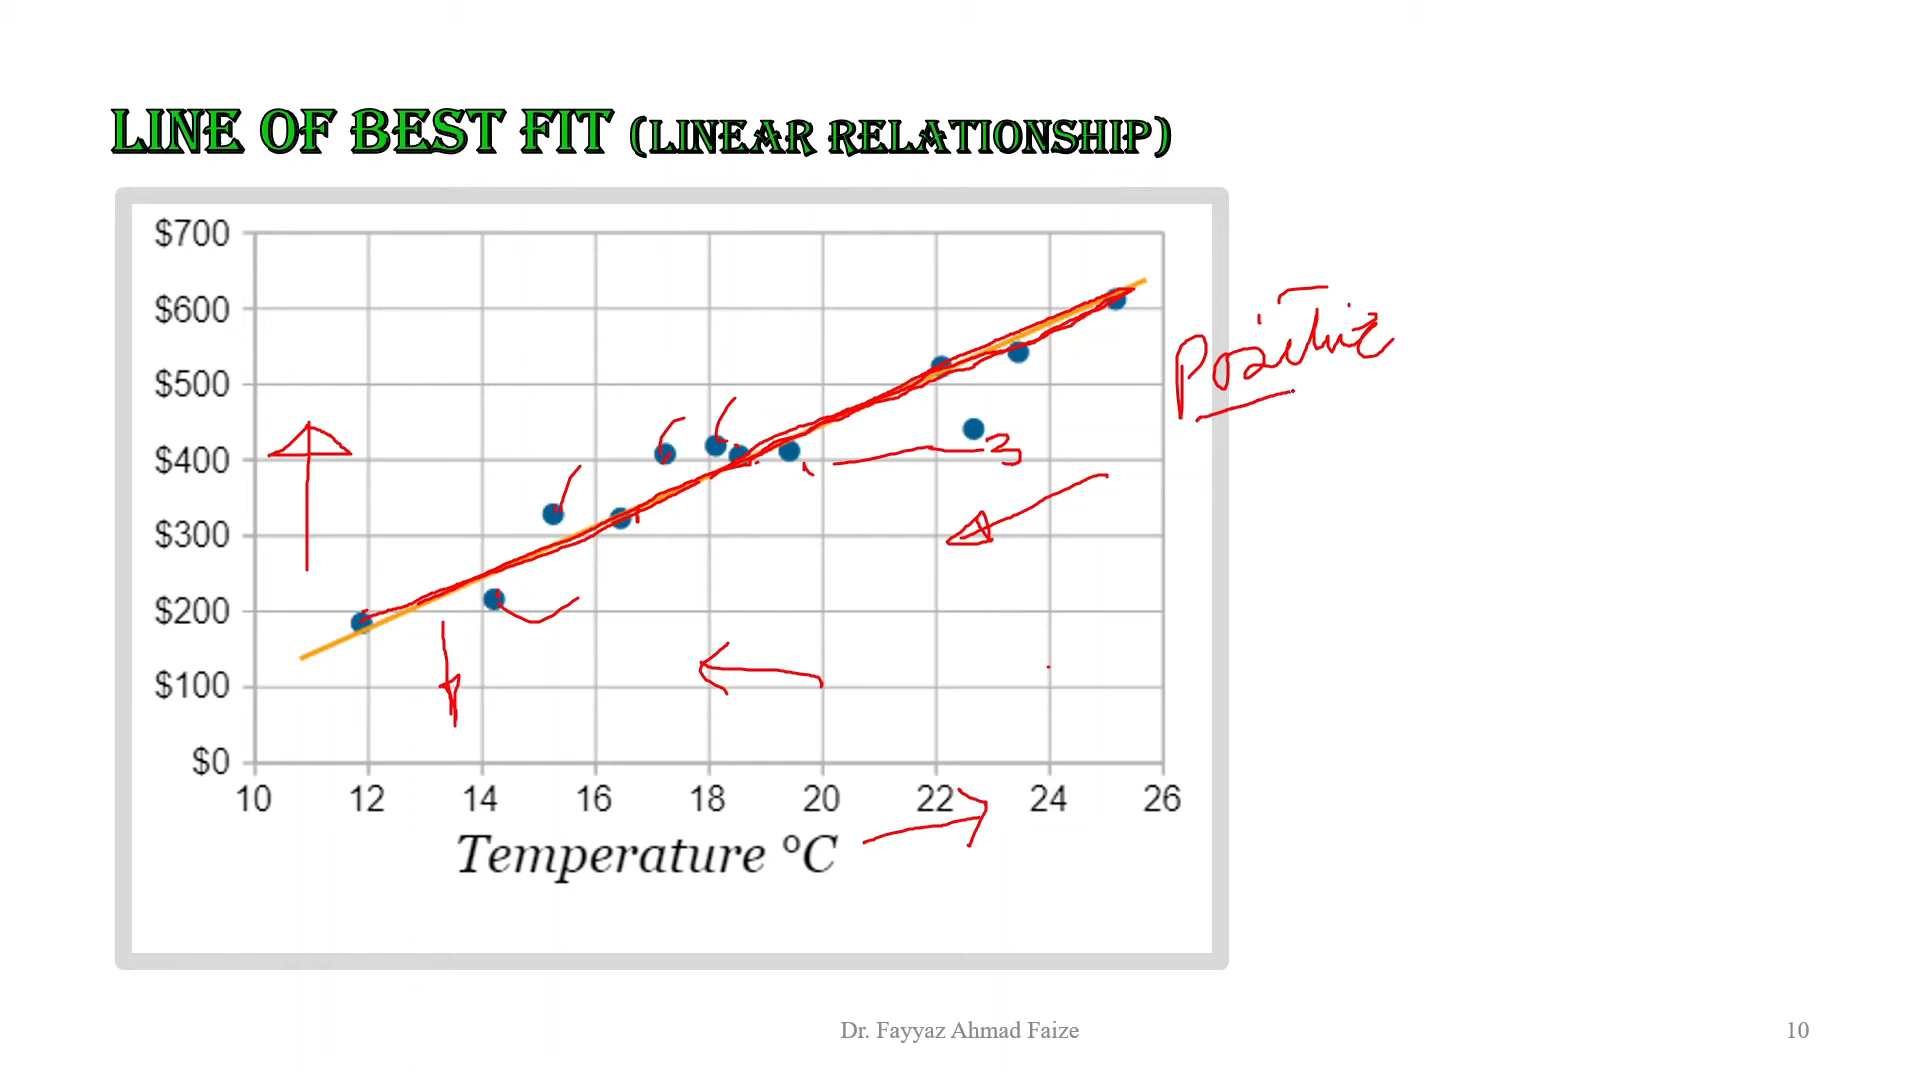 LINE OF BEST FIT (LINEAR RELATIONSHIP)
$700
$600
$500
$400
$300
$200
$100
$0
10 12 14 16 18 20 22 24 26
Temperature °C
Positive
Dr. Fayyaz Ahmad Faize
10